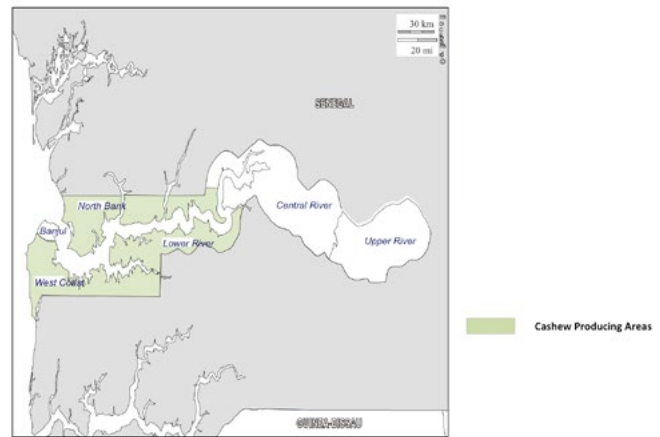 30 km
20 mi
SENEGAL
North Bank
Central River
Banjul
Lower River
Upper River
West Coast
Cashew Producing Areas
GUINEA-BISSAU